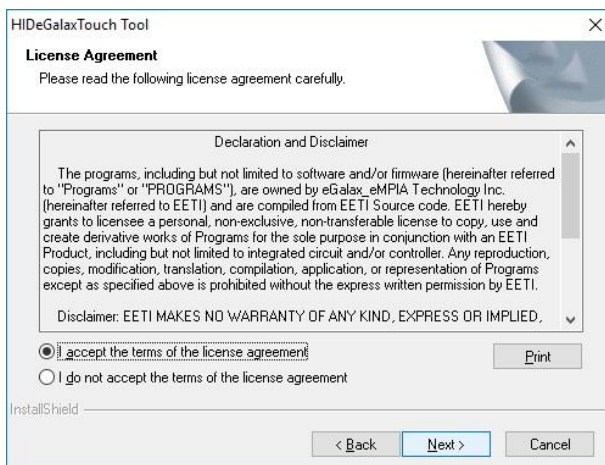 HIDeGalaxTouch Tool
License Agreement
Please read the following license agreement carefully.
Declaration and Disclaimer
The programs, including but not limited to software and/or firmware (hereinafter referred
to "Programs" or "PROGRAMS"), are owned by eGalax_eMPIA Technology Inc.
(hereinafter referred to EETI) and are compiled from EETI Source code. EETI hereby
grants to licensee a personal, non-exclusive, non-transferable license to copy, use and
create derivative works of Programs for the sole purpose in conjunction with an EETI
Product, including but not limited to integrated circuit and/or controller. Any reproduction,
copies, modification, translation, compilation, application, or representation of Programs
except as specified above is prohibited without the express written permission by EETI.
Disclaimer: EETI MAKES NO WARRANTY OF ANY KIND, EXPRESS OR IMPLIED,
I accept the terms of the license agreement
Print
I do not accept the terms of the license agreement
InstallShield
< Back
Next >
Cancel